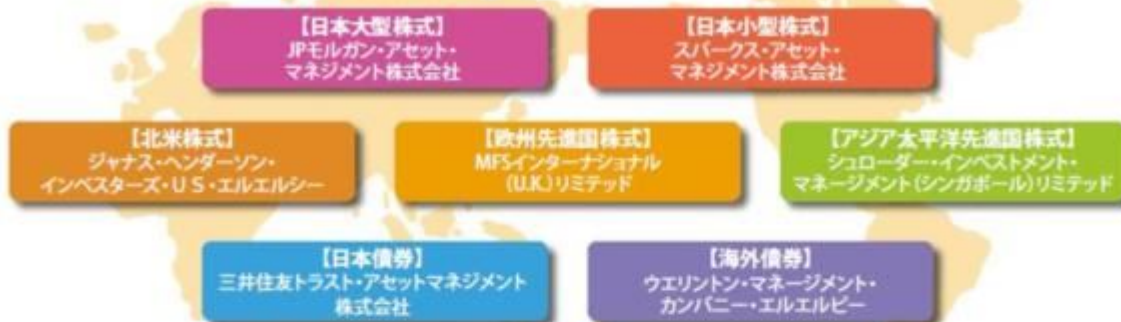 【日本大型株式】
JPモルガン・アセット・
マネジメント株式会社
【日本小型株式】
スパークス・アセット・
マネジメント株式会社
【北米株式】
ジャナス・ヘンダーソン・
インベスターズ・US・エルエルシー
【欧州先進国株式】
MFSインターナショナル
(U.K.)リミテッド
【アジア太平洋先進国株式】
シュローダー・インベストメント・
マネージメント(シンガポール)リミテッド
【日本債券】
三井住友トラスト・アセットマネジメント
株式会社
【海外債券】
ウエリントン・マネージメント・
カンパニー・エルエルピー